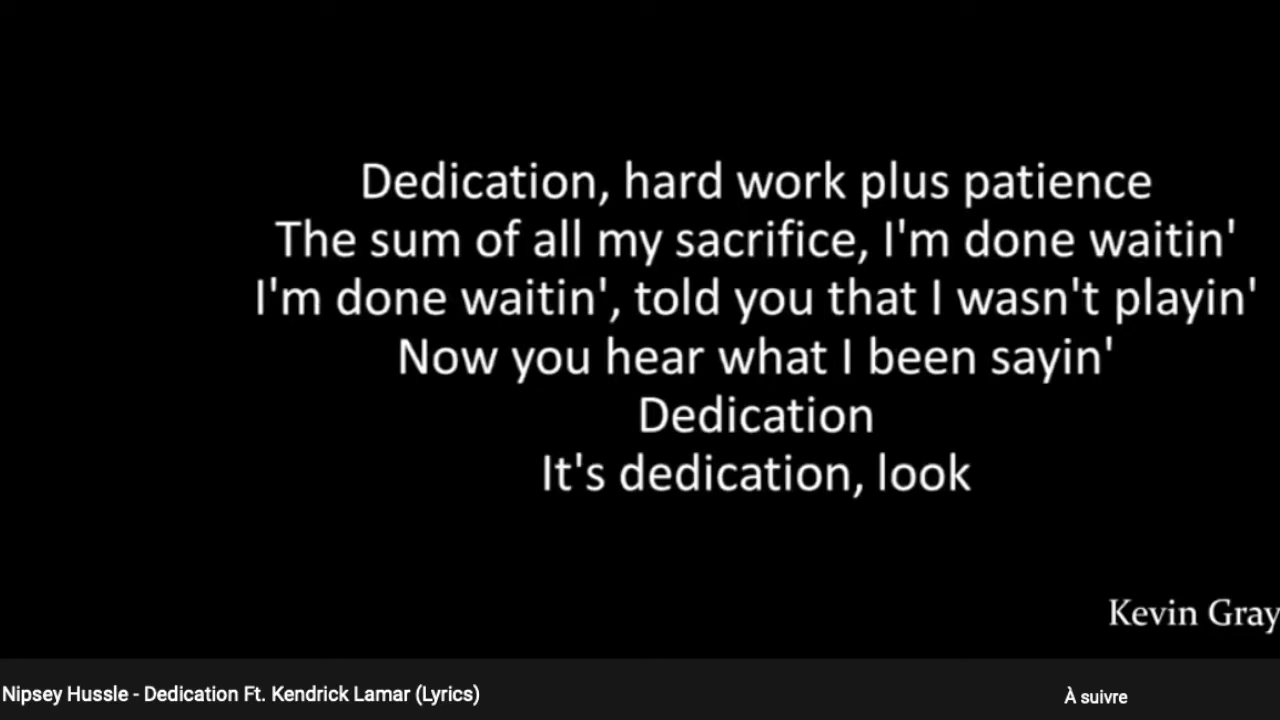 Dedication, hard work plus patience
The sum of all my sacrifice, I'm done waitin'
I'm done waitin', told you that I wasn't playin'
Now you hear what I been sayin'
Dedication
It's dedication, look
Kevin Gray
Nipsey Hussle - Dedication Ft. Kendrick Lamar (Lyrics)
À suivre